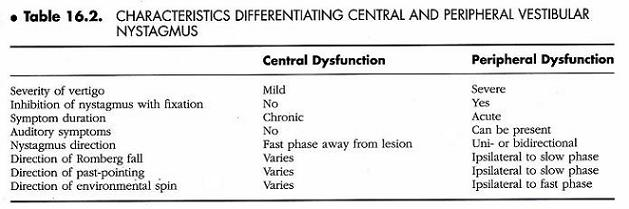 • Table 16.2. CHARACTERISTICS DIFFERENTIATING CENTRAL AND PERIPHERAL VESTIBULAR
NYSTAGMUS
Central Dysfunction Peripheral Dysfunction
Severity of vertigo Mild Severe
Inhibition of nystagmus with fixation No Yes
Symptom duration Chronic Acute
Auditory symptoms No Can be present
Nystagmus direction Fast phase away from lesion Uni- or bidirectional
Direction of Romberg fall Varies Ipsilateral to slow phase
Direction of past-pointing Varies Ipsilateral to slow phase
Direction of environmental spin Varies Ipsilateral to fast phase